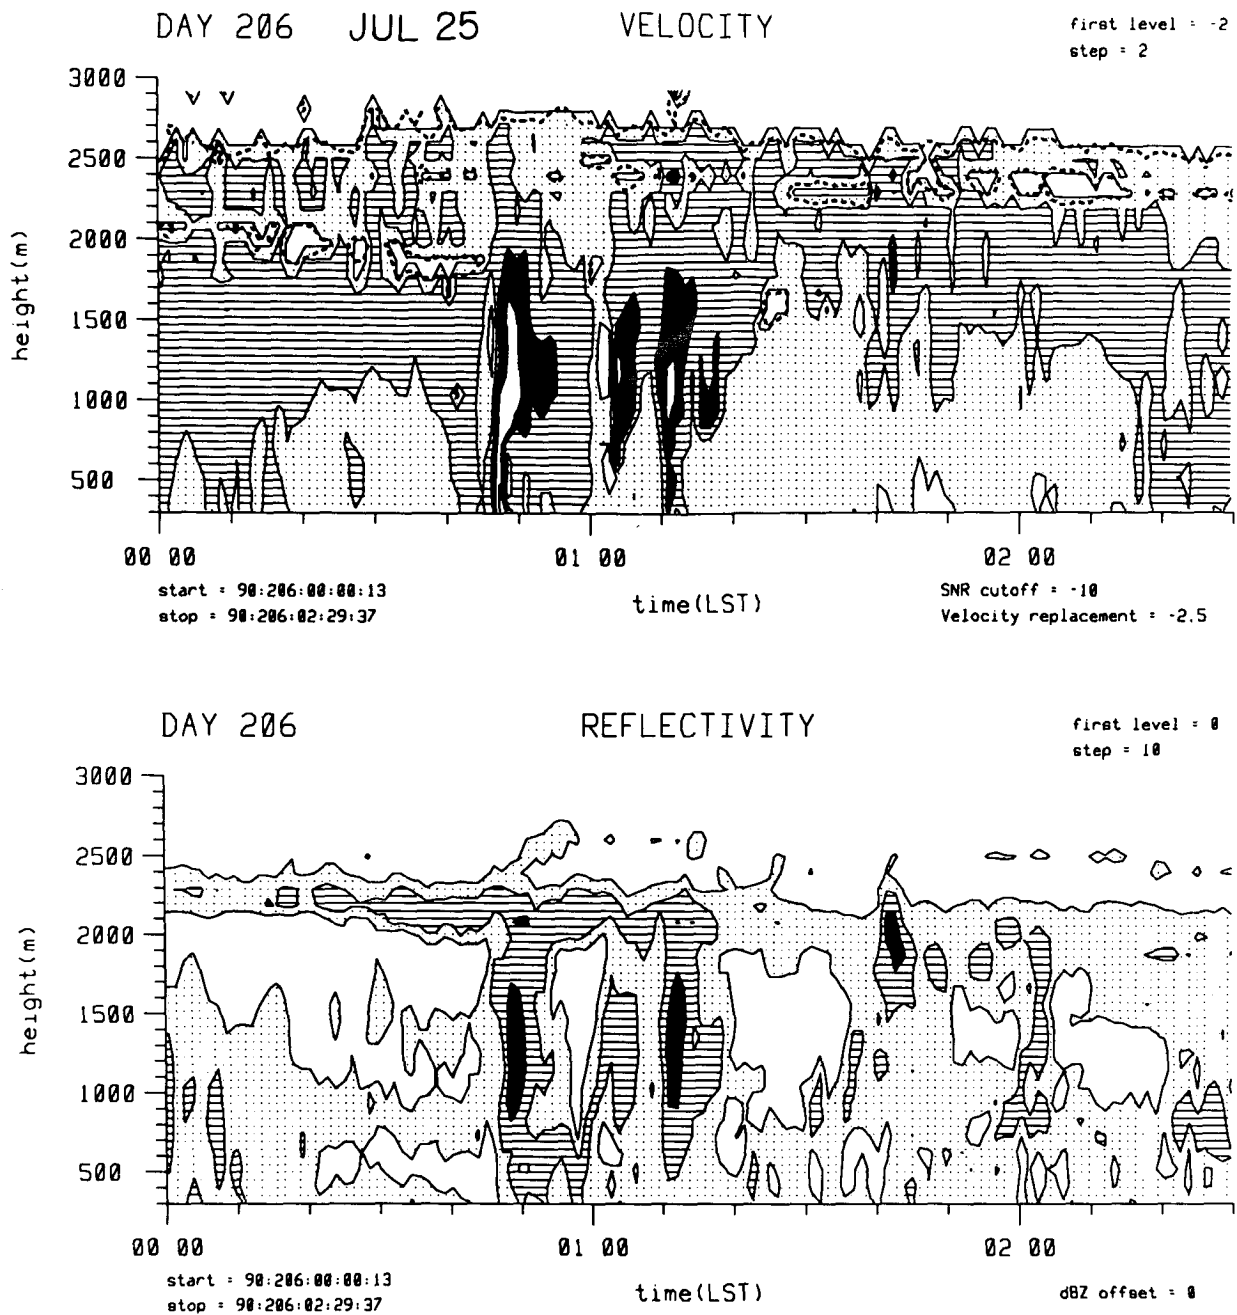 DAY 206 JUL 25 VELOCITY
first level = -2
step = 2
3000
2500
2000
1500
1000
500
height(m)
00 00 01 00 02 00
start = 90:206:00:00:13
stop = 90:206:02:29:37
time(LST)
SNR cutoff = -10
Velocity replacement = -2.5
DAY 206 REFLECTIVITY
first level = 0
step = 10
3000
2500
2000
1500
1000
500
height(m)
00 00 01 00 02 00
start = 90:206:00:00:13
stop = 90:206:02:29:37
time(LST)
dBZ offset = 0